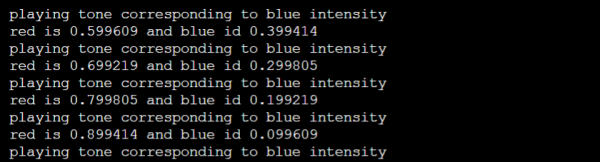 playing tone corresponding to blue intensity
red is 0.599609 and blue id 0.399414
playing tone corresponding to blue intensity
red is 0.699219 and blue id 0.299805
playing tone corresponding to blue intensity
red is 0.799805 and blue id 0.199219
playing tone corresponding to blue intensity
red is 0.899414 and blue id 0.099609
playing tone corresponding to blue intensity